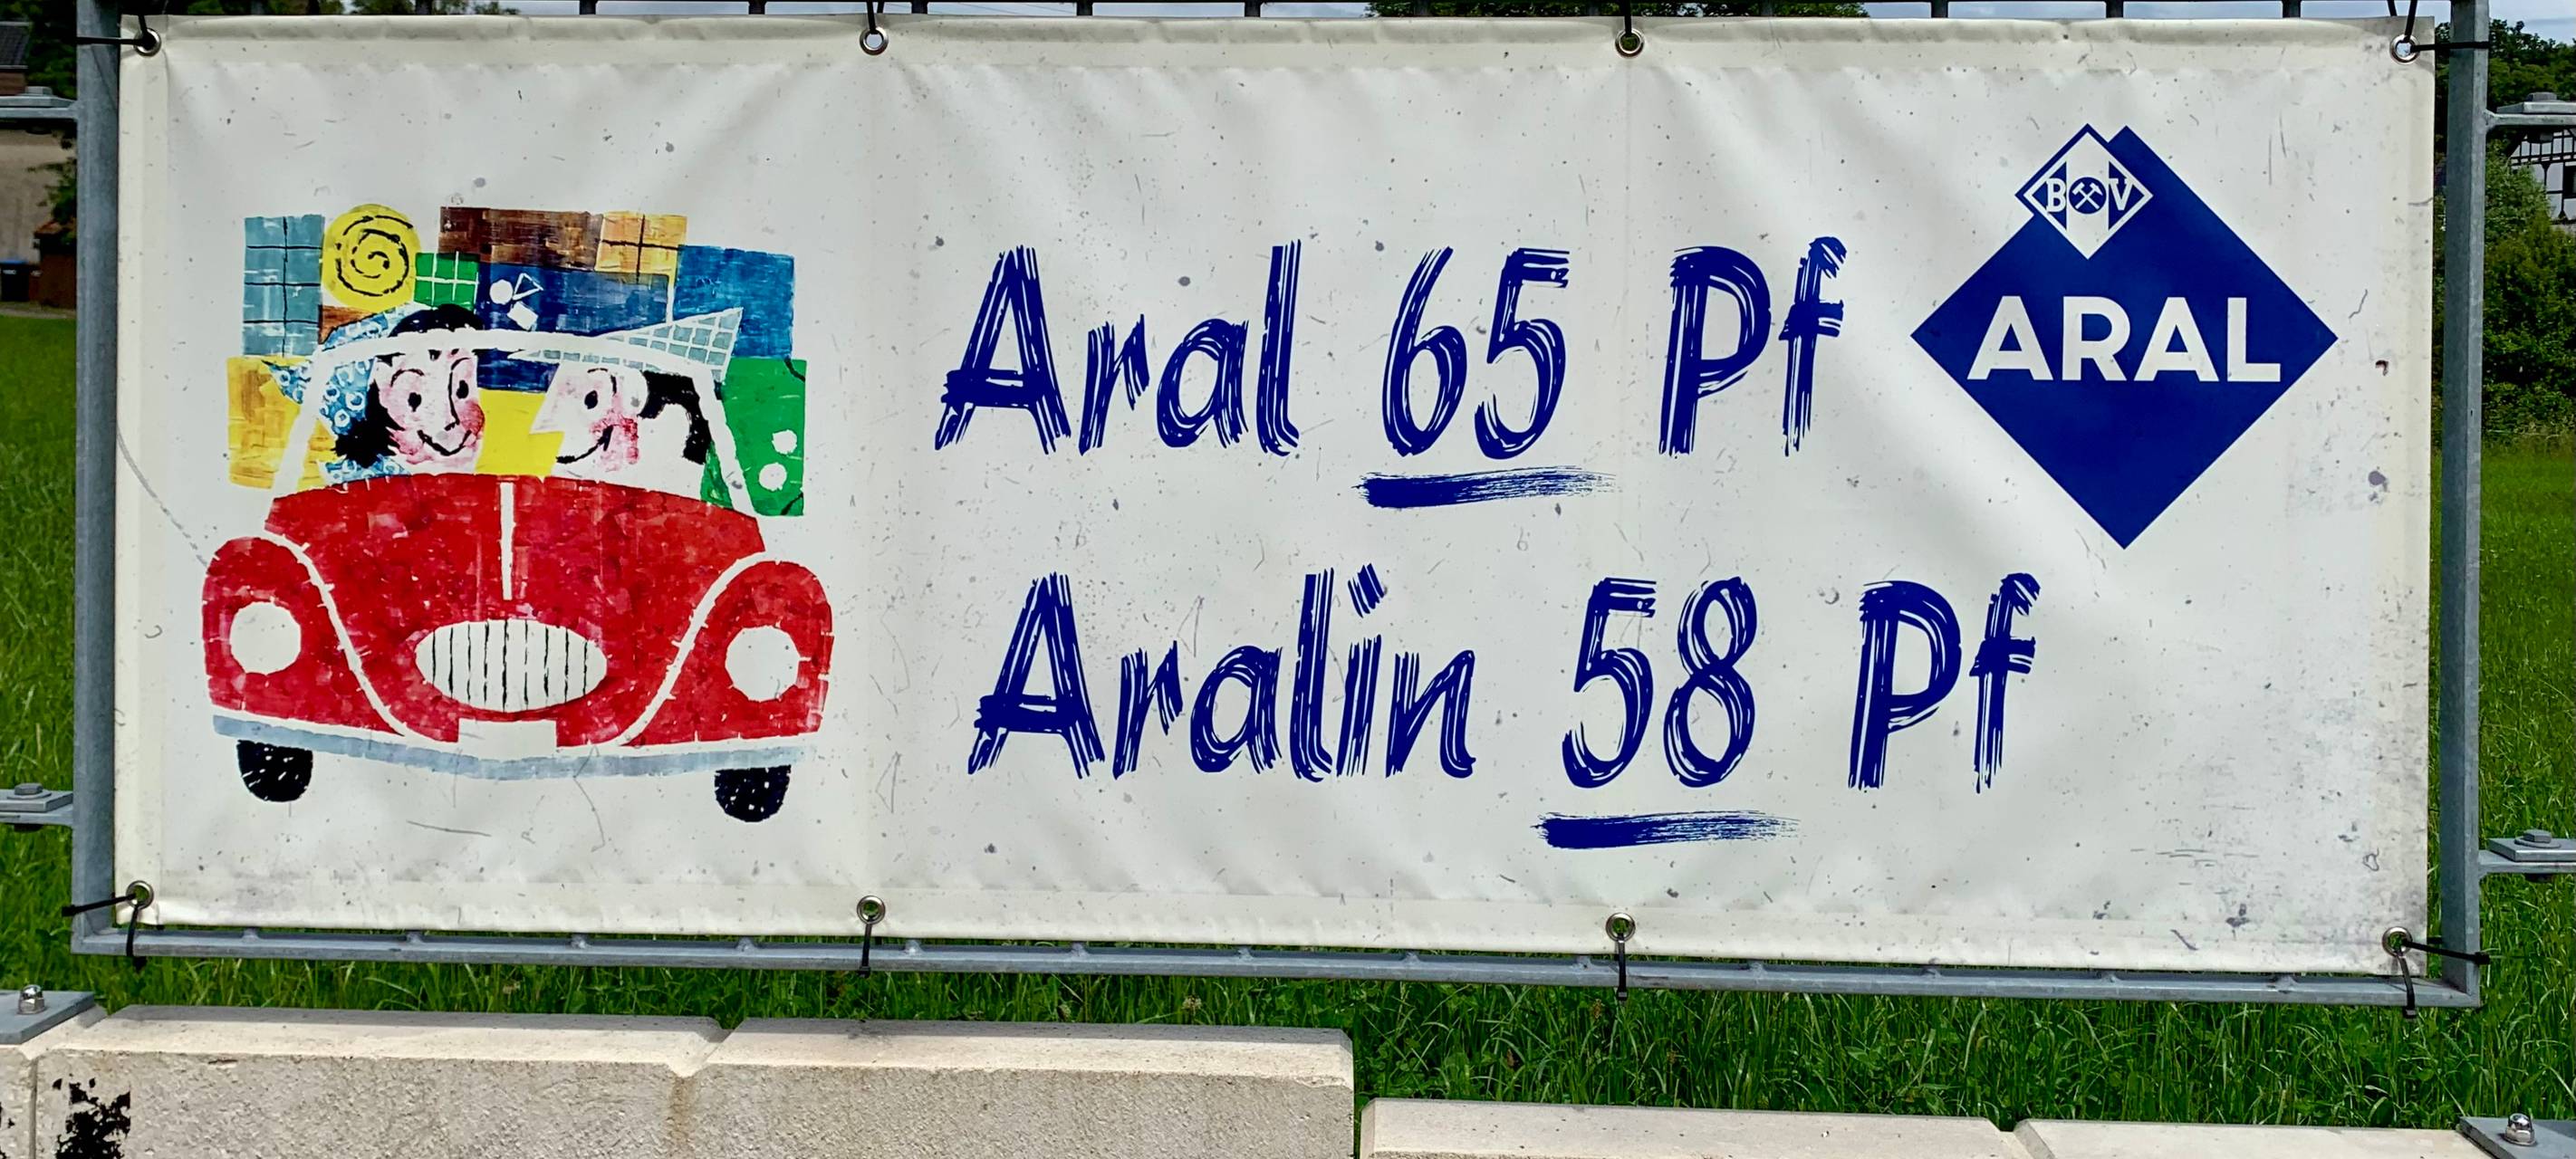 Aral 65 Pf
Aralin 58 Pf
BV
ARAL